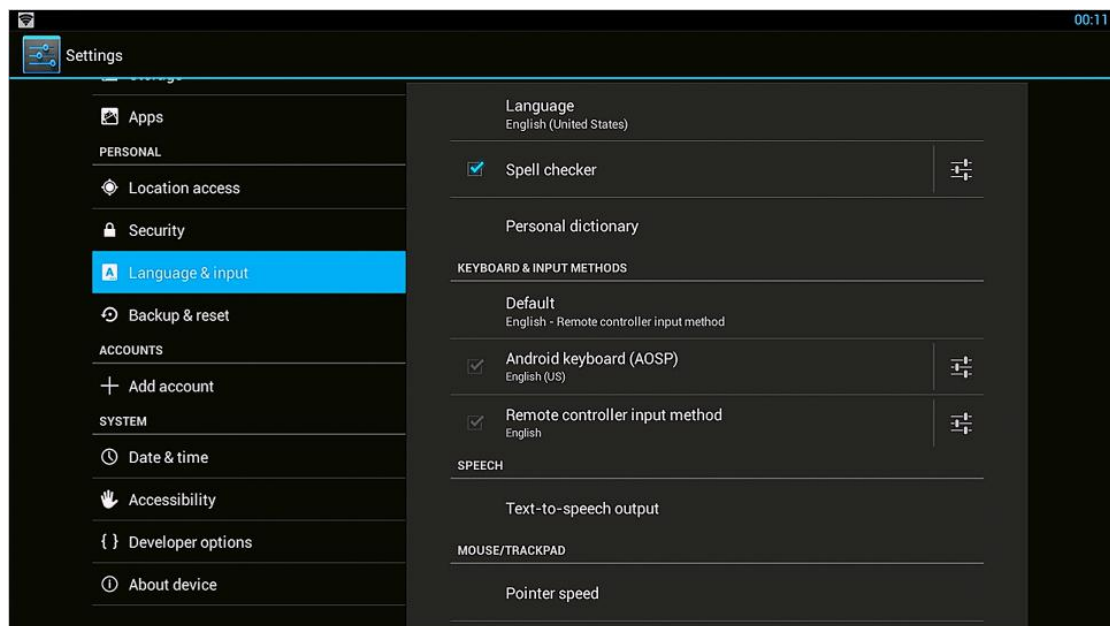 00:11
Settings
Apps
PERSONAL
Location access
Security
Language & input
Backup & reset
ACCOUNTS
Add account
SYSTEM
Date & time
Accessibility
{ } Developer options
About device
Language
English (United States)
Spell checker
Personal dictionary
KEYBOARD & INPUT METHODS
Default
English - Remote controller input method
Android keyboard (AOSP)
English (US)
Remote controller input method
English
SPEECH
Text-to-speech output
MOUSE/TRACKPAD
Pointer speed